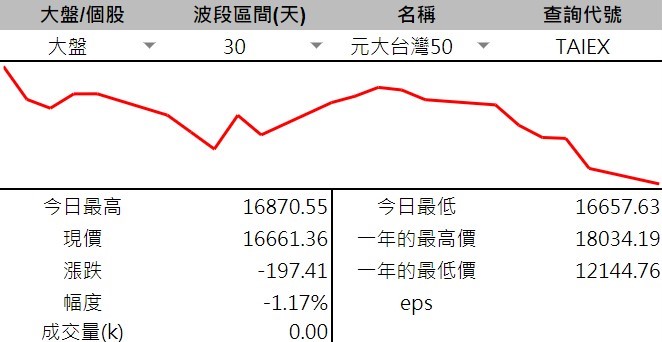 大盤/個股 波段區間(天) 名稱 查詢代號
大盤 30 元大台灣50 TAIEX
今日最高 16870.55 今日最低 16657.63
現價 16661.36 一年的最高價 18034.19
漲跌 -197.41 一年的最低價 12144.76
幅度 -1.17% eps
成交量(k) 0.00